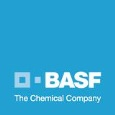 BASF
The Chemical Company